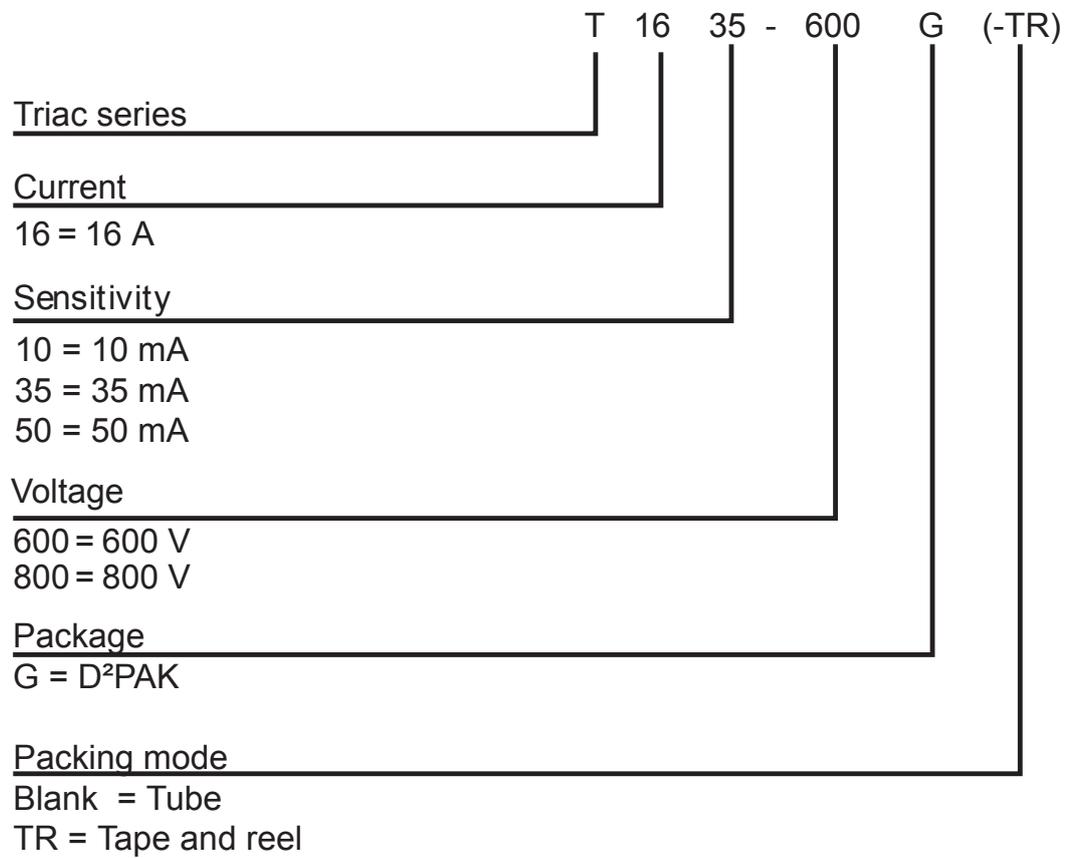 T 16 35 - 600 G (-TR)
Triac series
Current
16 = 16 A
Sensitivity
10 = 10 mA
35 = 35 mA
50 = 50 mA
Voltage
600 = 600 V
800 = 800 V
Package
G = D²PAK
Packing mode
Blank = Tube
TR = Tape and reel